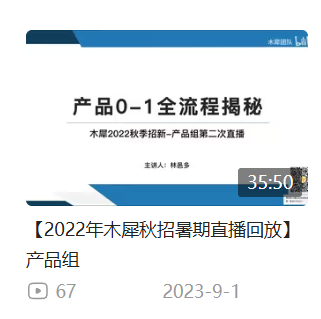 木犀团队
产品0-1全流程揭秘
木犀2022秋季招新-产品组第二次直播
主讲人：林昌多
35:50
【2022年木犀秋招暑期直播回放】
产品组
67
2023-9-1